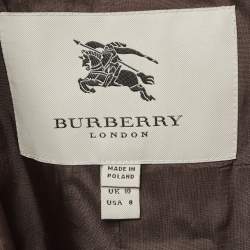 BURBERRY
LONDON
MADE IN
POLAND
UK 10
USA 8